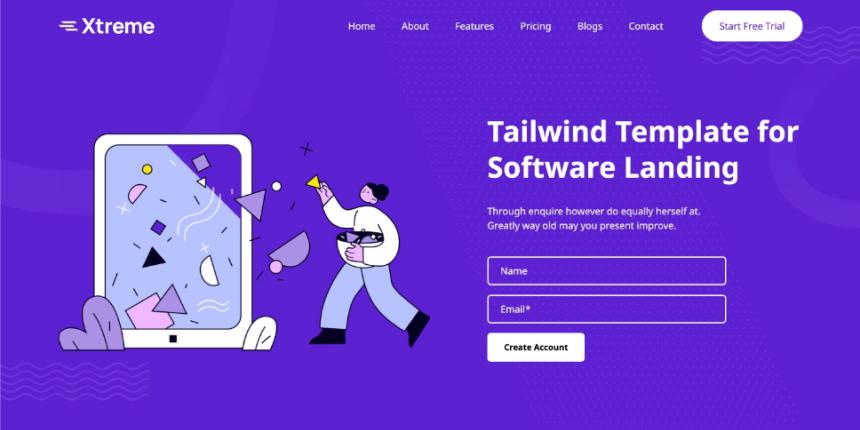 Xtreme
Home
About
Features
Pricing
Blogs
Contact
Start Free Trial
Tailwind Template for
Software Landing
Through enquire however do equally herself at.
Greatly way old may you present improve.
Name
Email*
Create Account